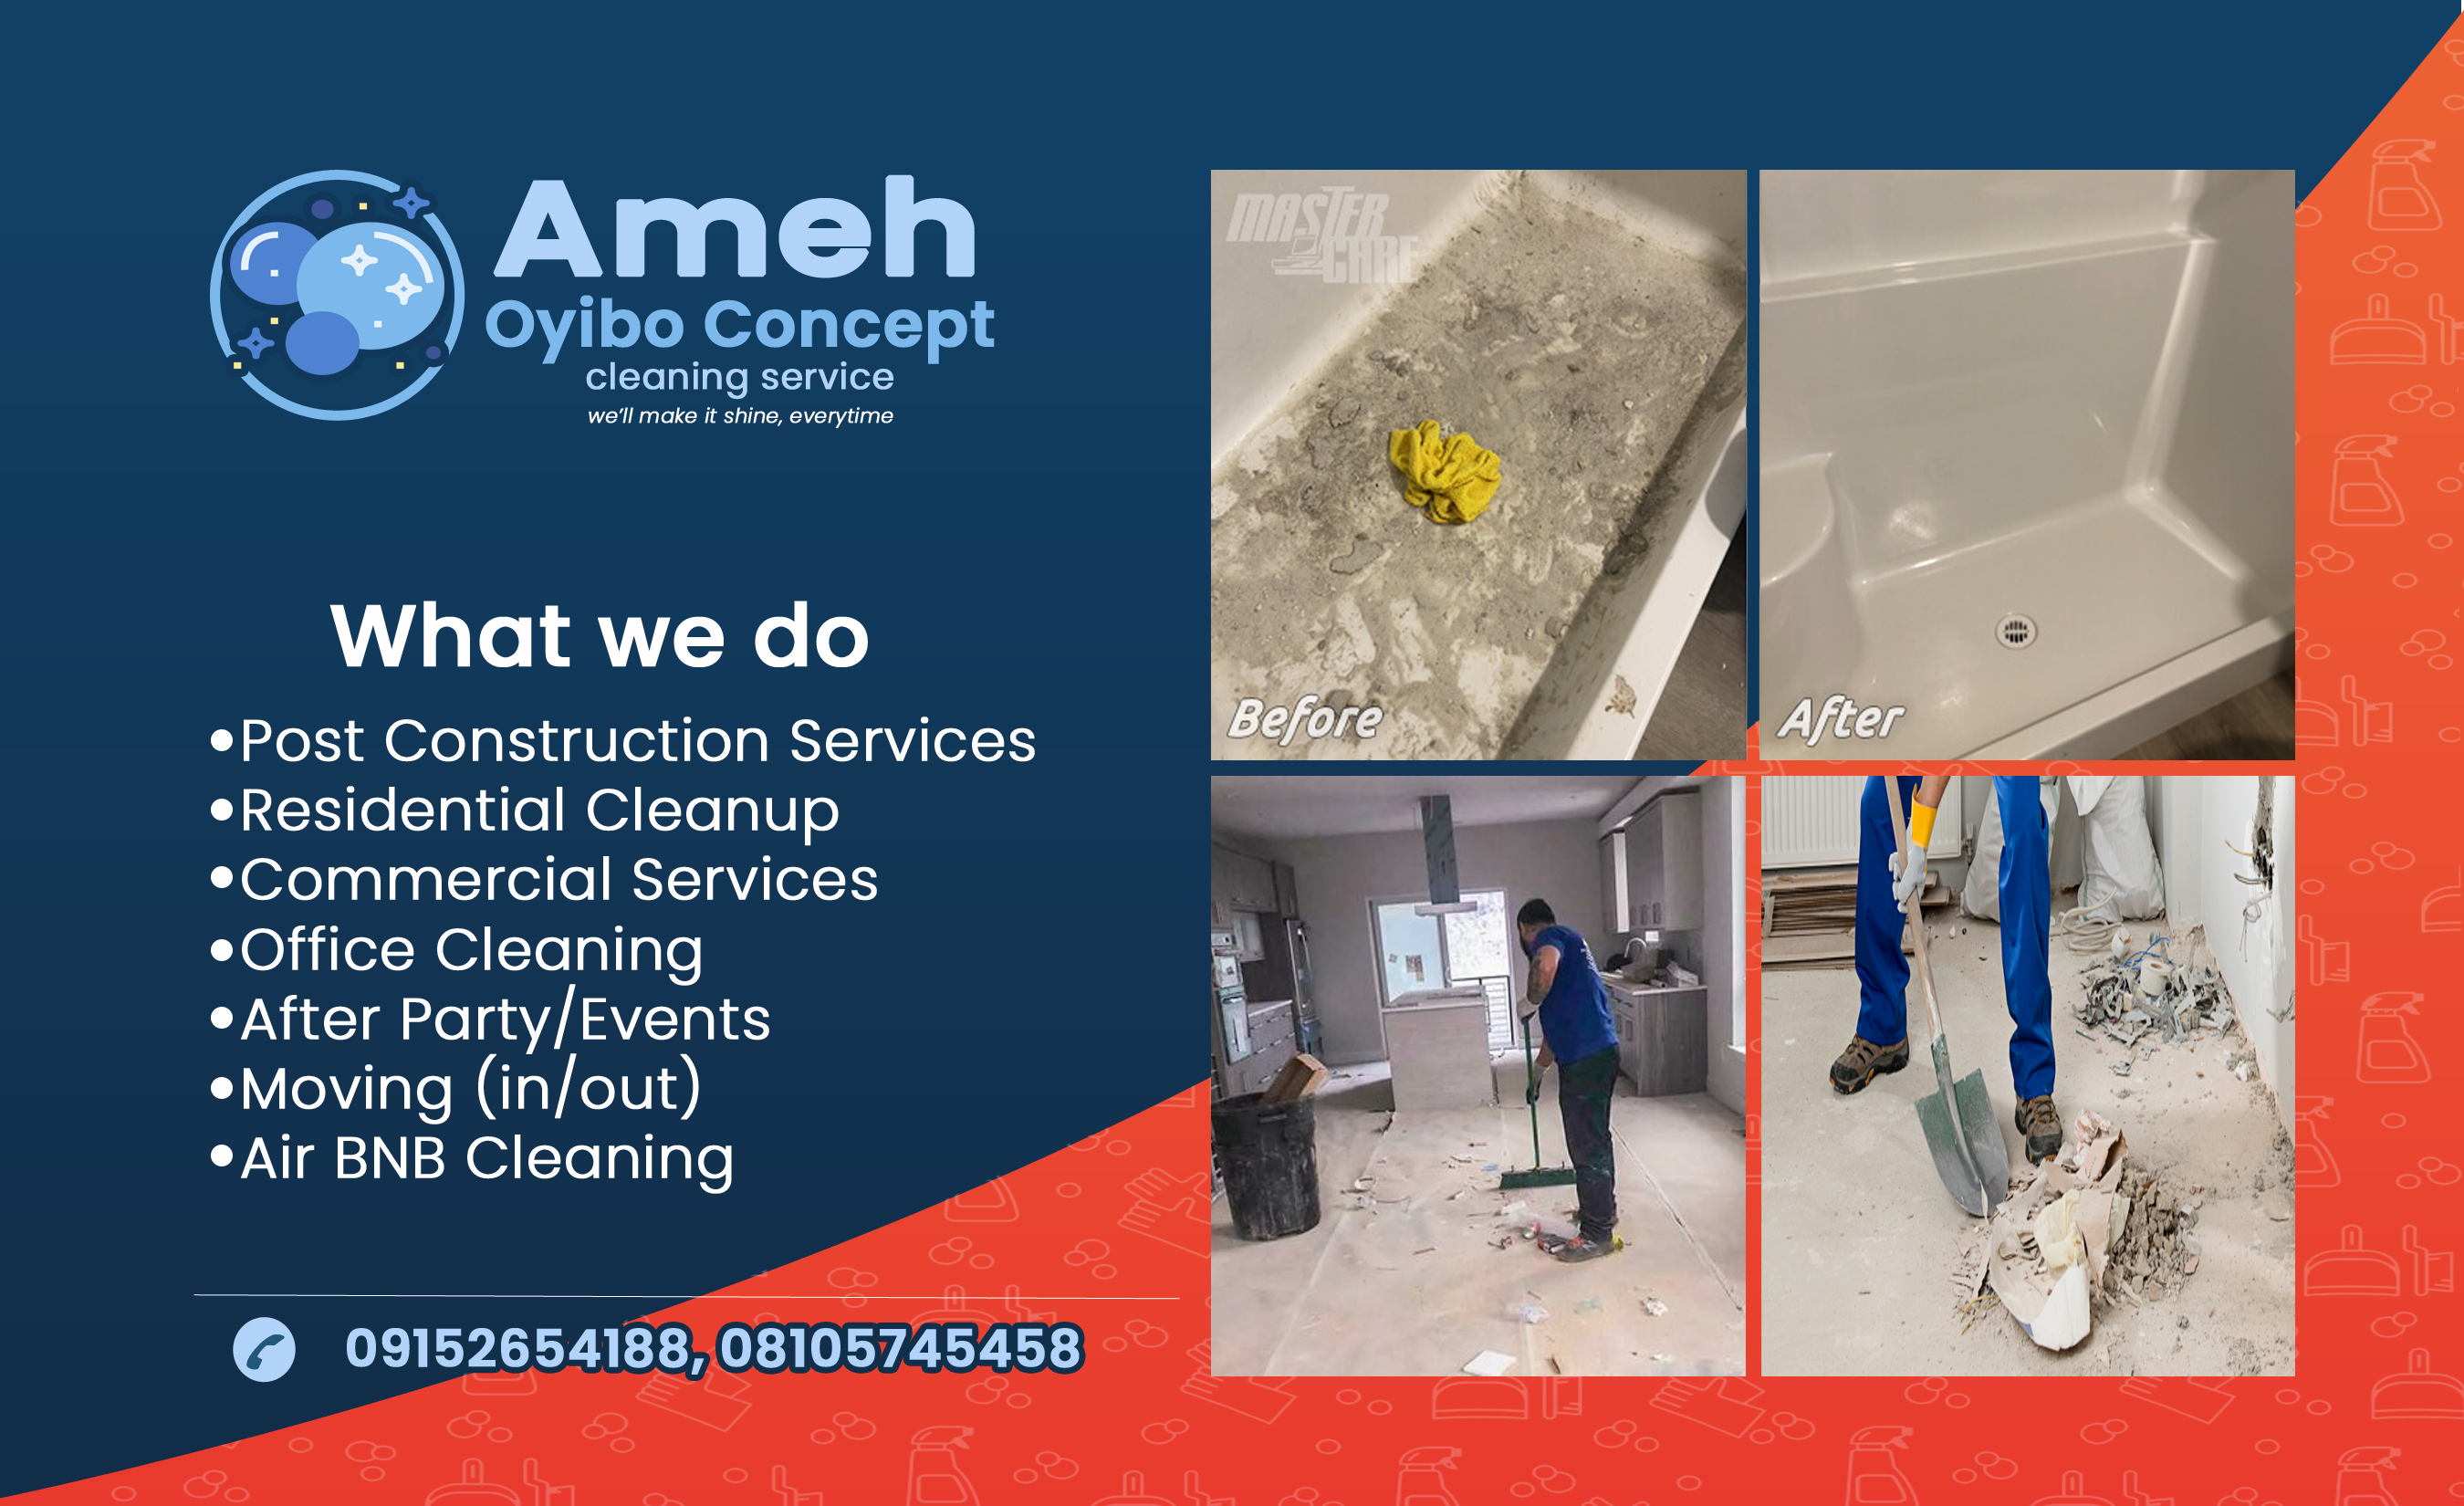 Ameh
Oyibo Concept
cleaning service
we'll make it shine, everytime
What we do
•Post Construction Services
•Residential Cleanup
•Commercial Services
•Office Cleaning
•After Party/Events
•Moving (in/out)
•Air BNB Cleaning
09152654188, 08105745458
MASTER
CARE
Before
After